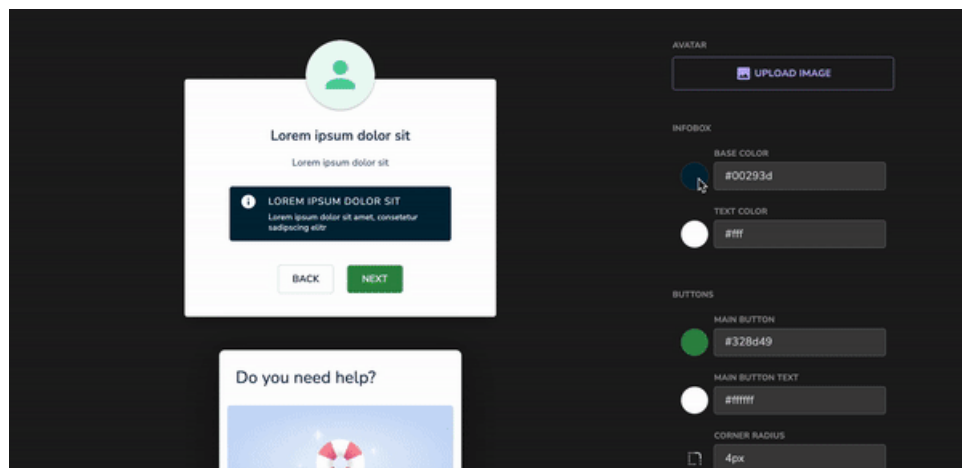 Lorem ipsum dolor sit
Lorem ipsum dolor sit
LOREM IPSUM DOLOR SIT
Lorem ipsum dolor sit amet, consetetur
sadipscing elitr
BACK
NEXT
Do you need help?
AVATAR
UPLOAD IMAGE
INFOBOX
BASE COLOR
#00293d
TEXT COLOR
#fff
BUTTONS
MAIN BUTTON
#328d49
MAIN BUTTON TEXT
#ffffff
CORNER RADIUS
4px